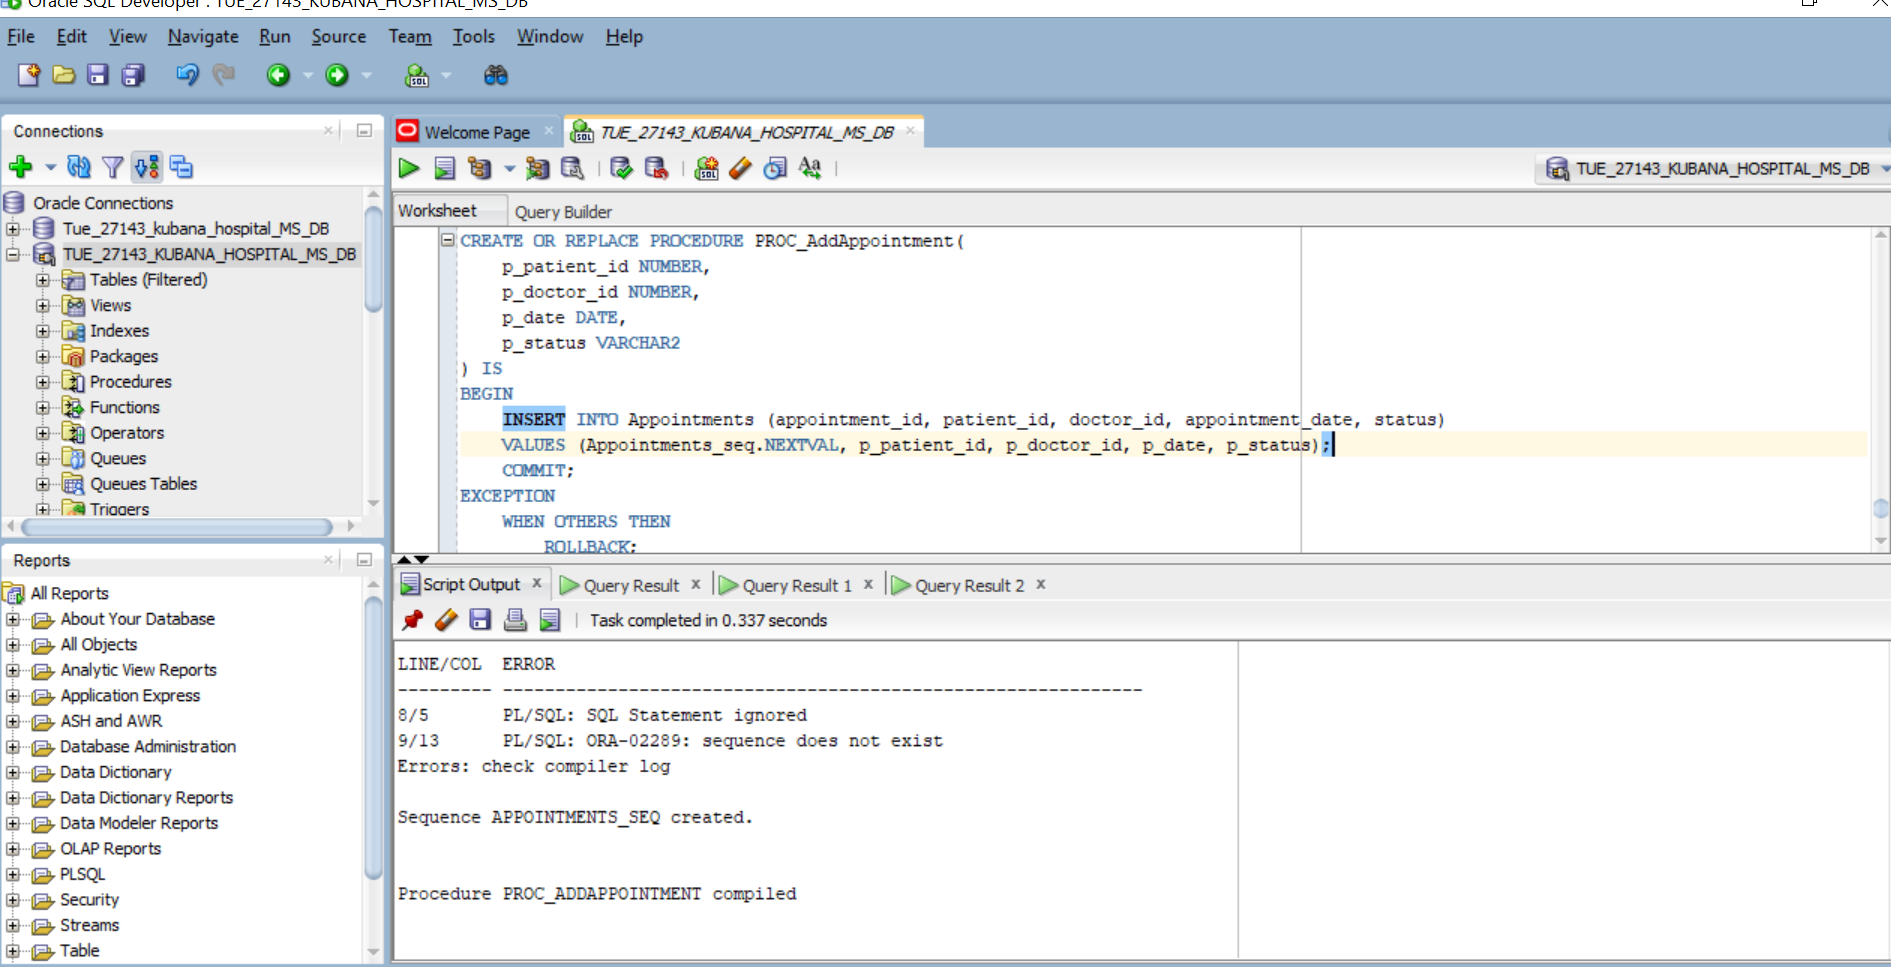 Oracle SQL Developer : TUE_27143_KUBANA_HOSPITAL_MS_DB
File Edit View Navigate Run Source Team Tools Window Help
Connections
Oracle Connections
Tue_27143_kubana_hospital_MS_DB
TUE_27143_KUBANA_HOSPITAL_MS_DB
Tables (Filtered)
Views
Indexes
Packages
Procedures
Functions
Operators
Queues
Queues Tables
Triggers
Reports
All Reports
About Your Database
All Objects
Analytic View Reports
Application Express
ASH and AWR
Database Administration
Data Dictionary
Data Dictionary Reports
Data Modeler Reports
OLAP Reports
PLSQL
Security
Streams
Table
Welcome Page
TUE_27143_KUBANA_HOSPITAL_MS_DB
TUE_27143_KUBANA_HOSPITAL_MS_DB
Worksheet Query Builder
CREATE OR REPLACE PROCEDURE PROC_AddAppointment(
p_patient_id NUMBER,
p_doctor_id NUMBER,
p_date DATE,
p_status VARCHAR2
) IS
BEGIN
INSERT INTO Appointments (appointment_id, patient_id, doctor_id, appointment_date, status)
VALUES (Appointments_seq.NEXTVAL, p_patient_id, p_doctor_id, p_date, p_status);
COMMIT;
EXCEPTION
WHEN OTHERS THEN
ROLLBACK;
Script Output x Query Result x Query Result 1 x Query Result 2 x
Task completed in 0.337 seconds
LINE/COL ERROR
--------- -------------------------------------------------------------
8/5 PL/SQL: SQL Statement ignored
9/13 PL/SQL: ORA-02289: sequence does not exist
Errors: check compiler log
Sequence APPOINTMENTS_SEQ created.
Procedure PROC_ADDAPPOINTMENT compiled